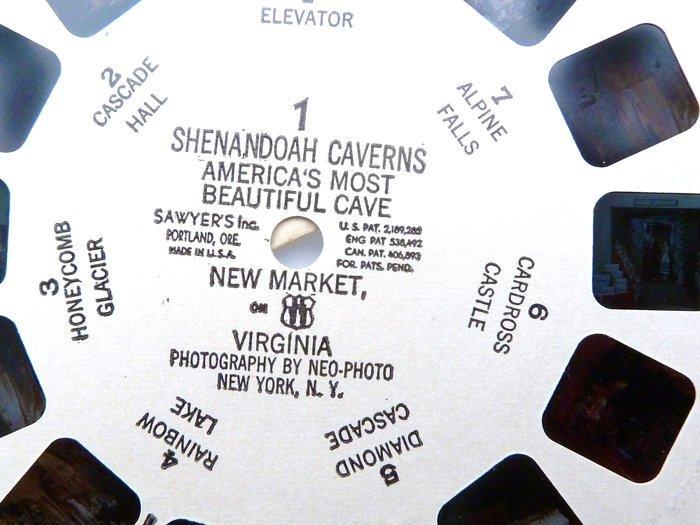 ELEVATOR
2
CASCADE
HALL
7
ALPINE
FALLS
1
SHENANDOAH CAVERNS
AMERICA'S MOST
BEAUTIFUL CAVE
SAWYER'S Inc.
PORTLAND, ORE.
MADE IN U.S.A.
U. S. PAT. 2,189,285
ENG PAT 538,492
CAN. PAT. 406,893
FOR. PATS. PEND.
NEW MARKET,
ON
VIRGINIA
PHOTOGRAPHY BY NEO-PHOTO
NEW YORK, N. Y.
3
HONEYCOMB
GLACIER
6
CARDROSS
CASTLE
4
RAINBOW
LAKE
5
DIAMOND
CASCADE